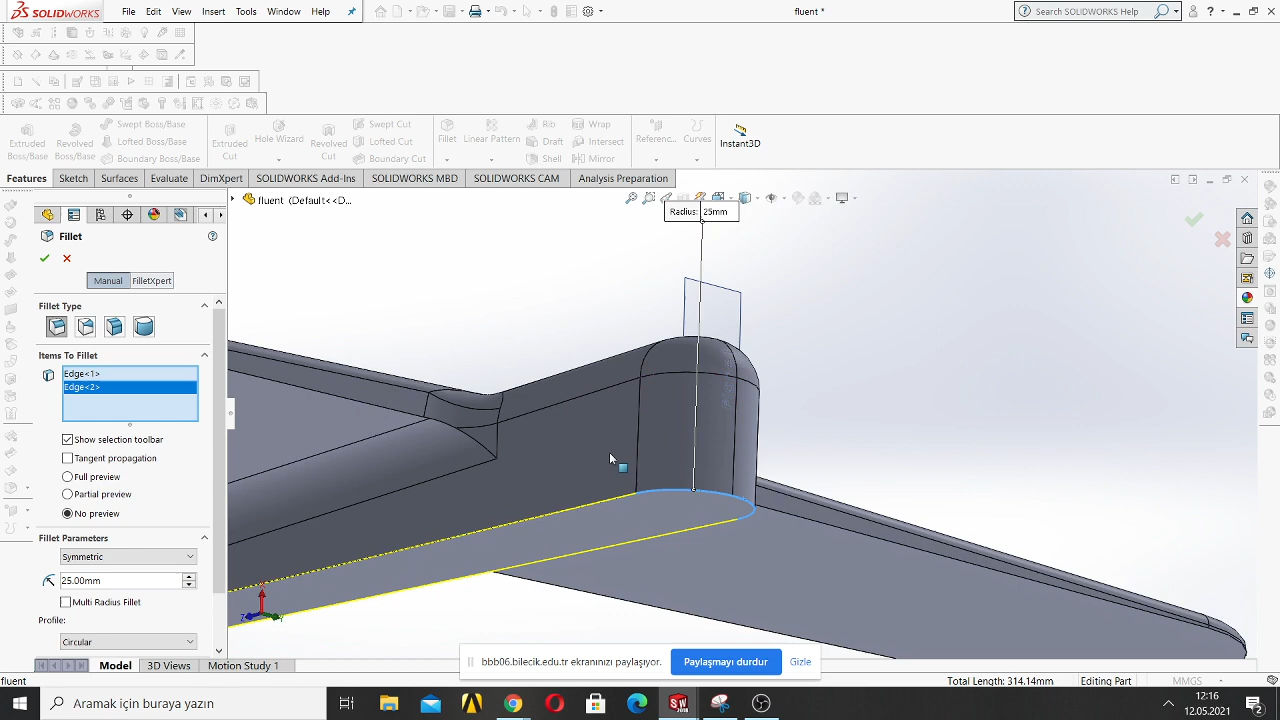 SOLIDWORKS File Edit View Insert Tools Window Help fluent * Search SOLIDWORKS Help
Extruded Boss/Base Revolved Boss/Base Swept Boss/Base Lofted Boss/Base Boundary Boss/Base Extruded Cut Hole Wizard Revolved Cut Swept Cut Lofted Cut Boundary Cut Fillet Linear Pattern Rib Draft Shell Wrap Intersect Mirror Referenc... Curves Instant3D
Features Sketch Surfaces Evaluate DimXpert SOLIDWORKS Add-Ins SOLIDWORKS MBD SOLIDWORKS CAM Analysis Preparation
fluent (Default<<D...
Radius: 25mm
Fillet
Manual FilletXpert
Fillet Type
Items To Fillet
Edge<1>
Edge<2>
Show selection toolbar
Tangent propagation
Full preview
Partial preview
No preview
Fillet Parameters
Symmetric
25.00mm
Multi Radius Fillet
Profile:
Circular
Z Y
bbb06.bilecik.edu.tr ekranınızı paylaşıyor. Paylaşmayı durdur Gizle
Model 3D Views Motion Study 1
fluent Total Length: 314.14mm Editing Part MMGS
Aramak için buraya yazın
SW 2018
12:16
12.05.2021
2